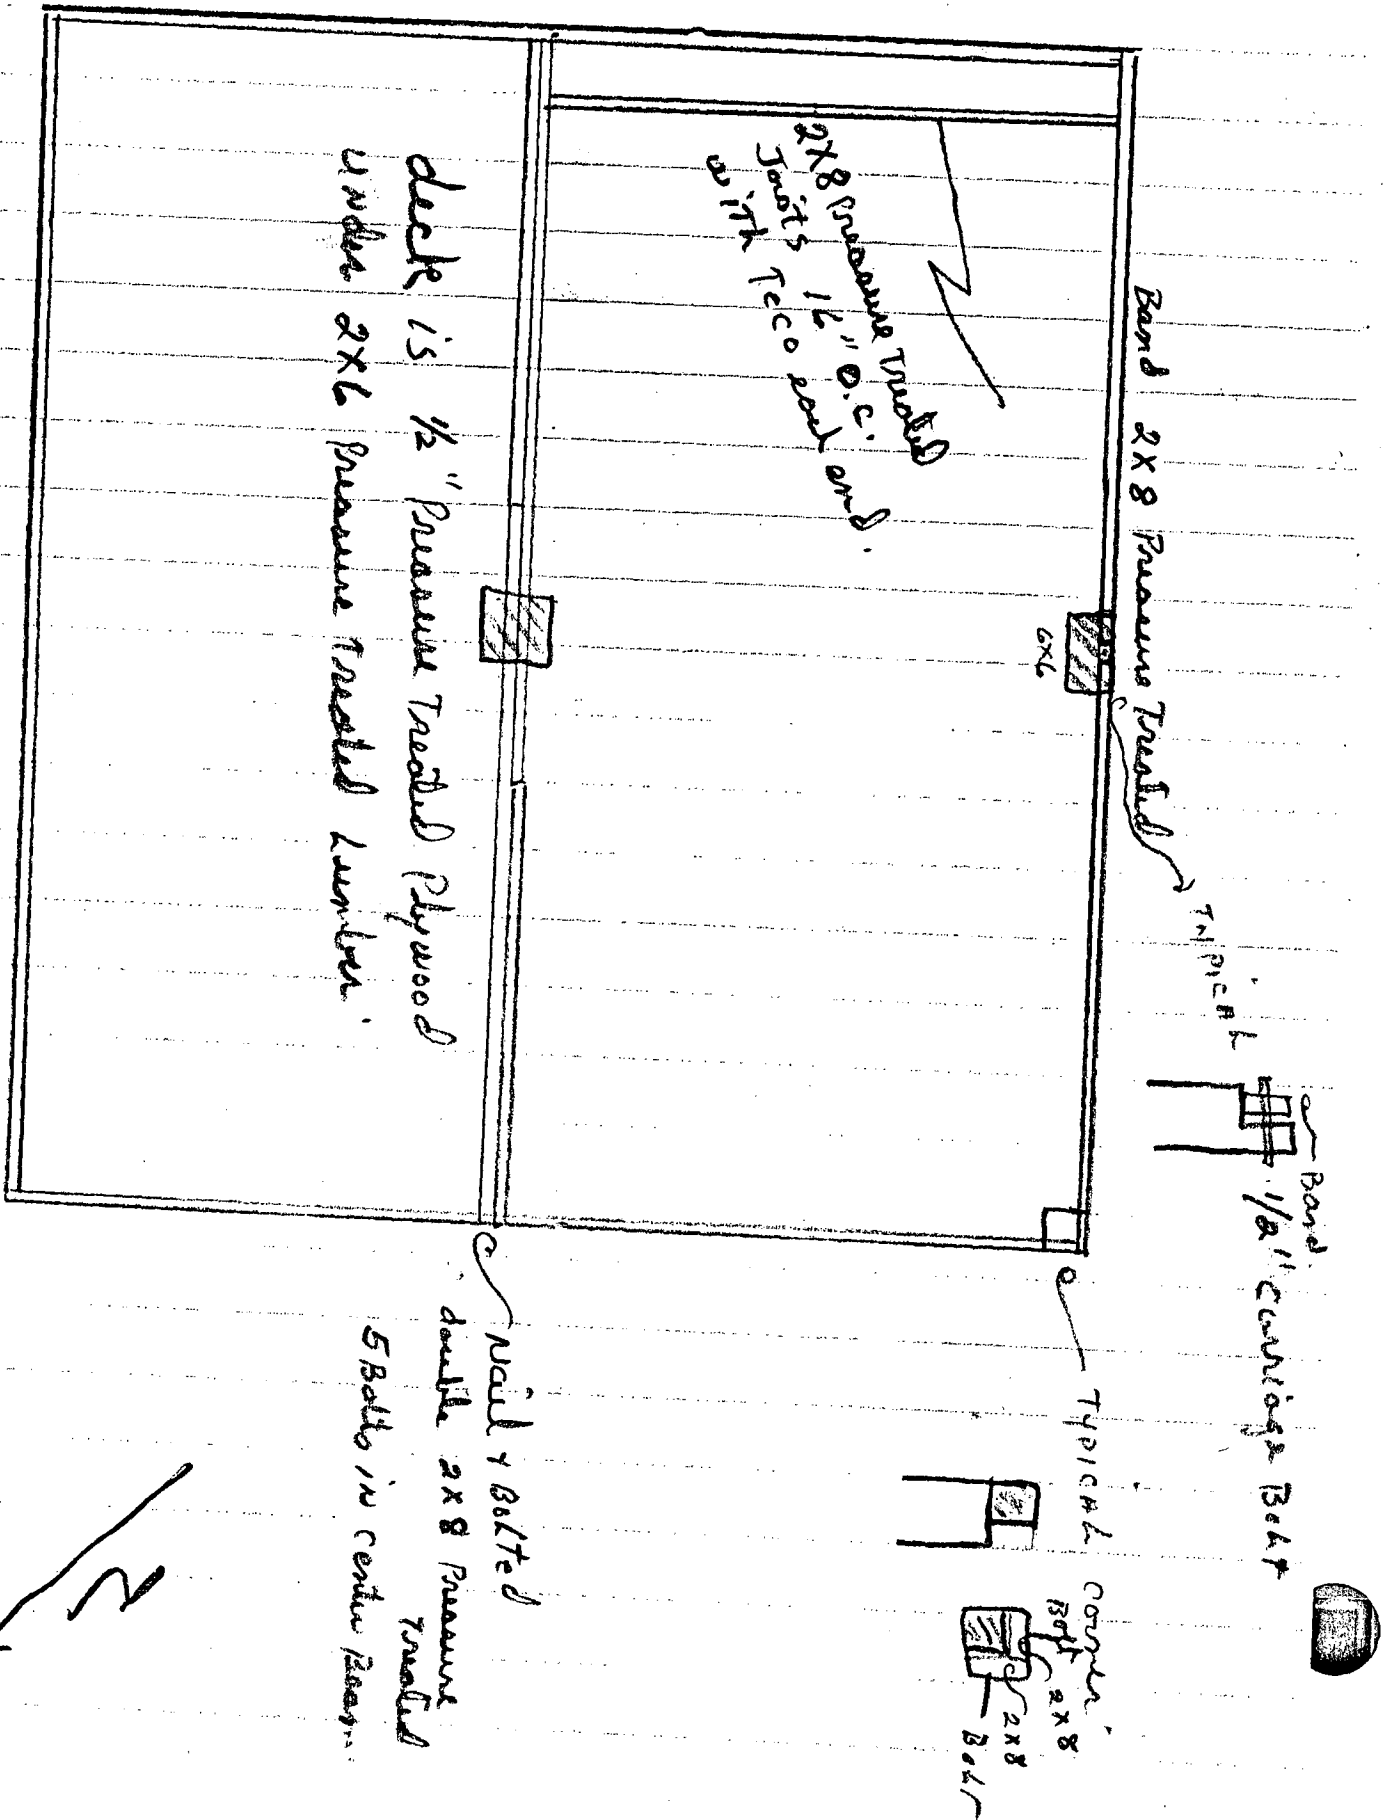 Band 2X8 Pressure Treated
TYPICAL
Band
1/2" Carriage Bolt
6X6
2X8 Pressure Treated
Joists 16" O.C.
with Teco each end.
TYPICAL Corner
Bolt
2X8
2X8
Bolt
deck is 1/2" Pressure Treated Plywood
under 2X6 Pressure Treated Lumber.
Nail & Bolted
double 2X8 Pressure
Treated
5 Bolts in Center Beam.